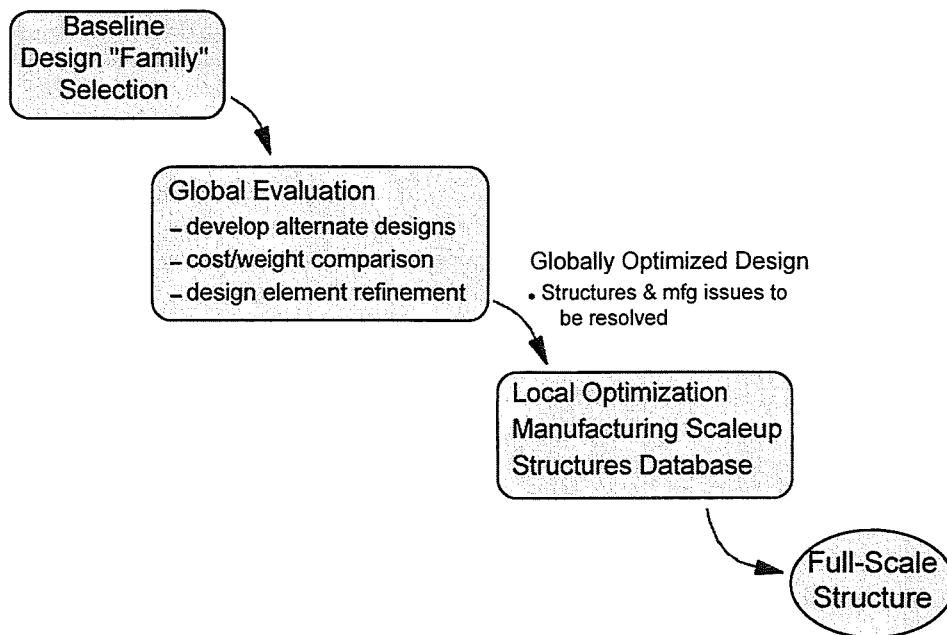 Baseline
Design "Family"
Selection
Global Evaluation
– develop alternate designs
– cost/weight comparison
– design element refinement
Globally Optimized Design
• Structures & mfg issues to
be resolved
Local Optimization
Manufacturing Scaleup
Structures Database
Full-Scale
Structure